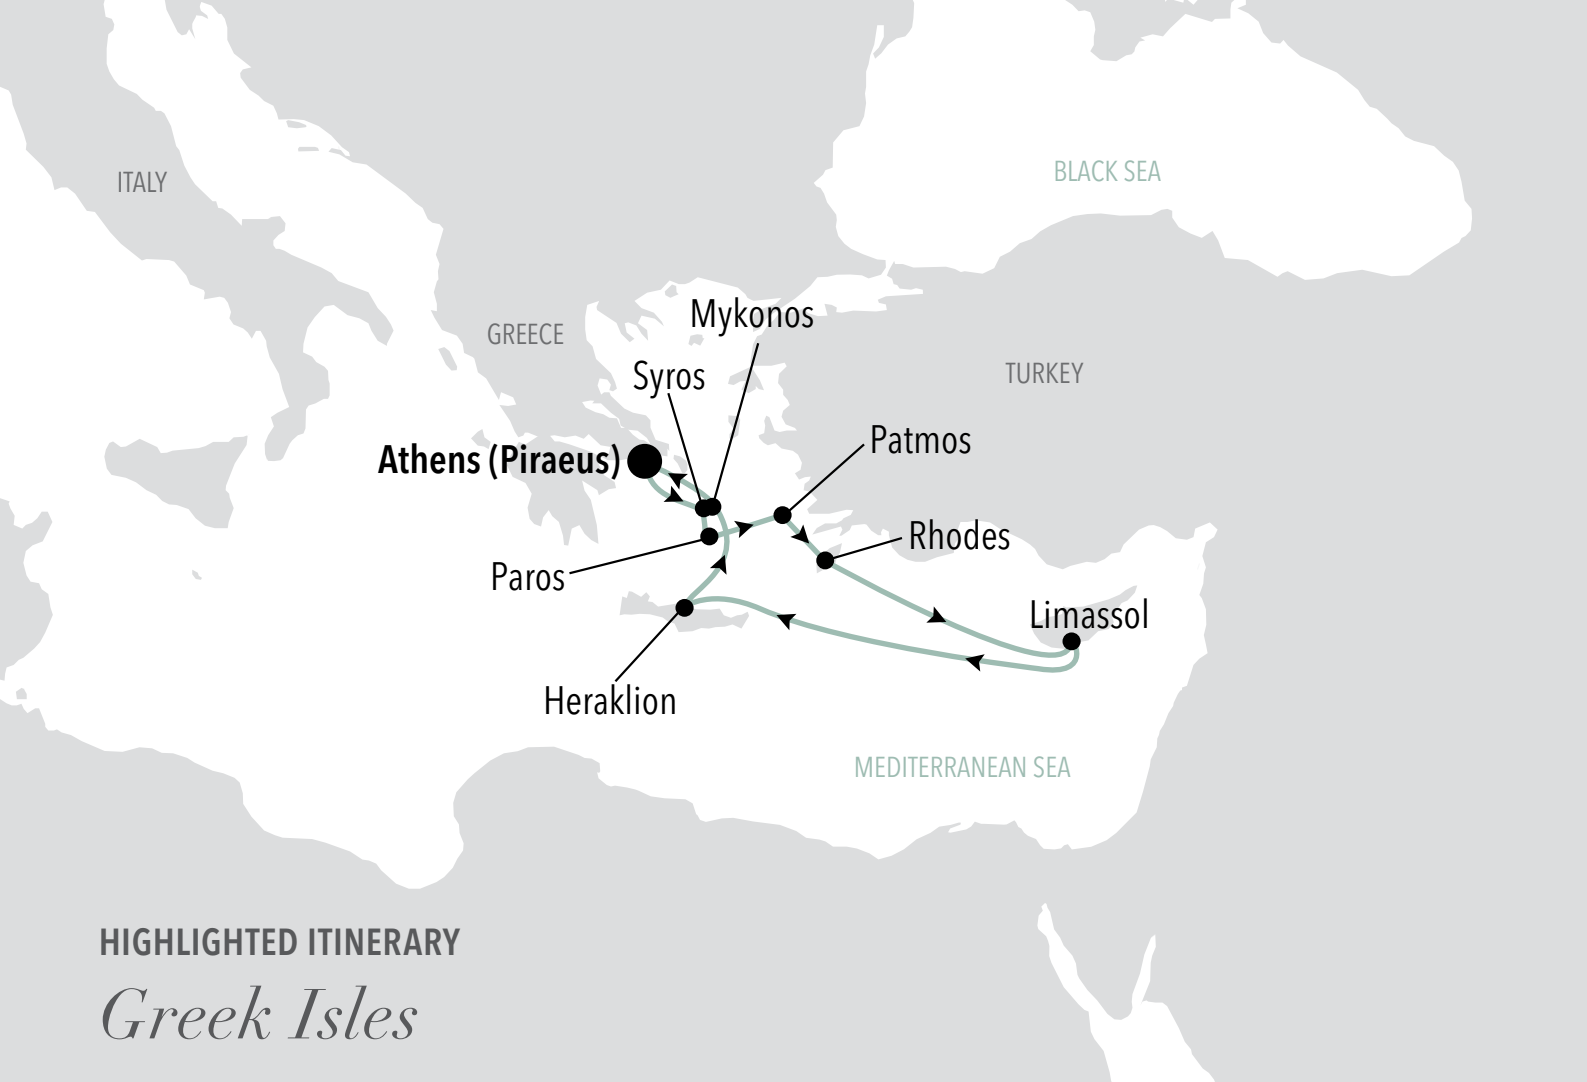 BLACK SEA
ITALY
Mykonos
GREECE
Syros
TURKEY
Patmos
Athens (Piraeus)
Rhodes
Paros
Limassol
Heraklion
MEDITERRANEAN SEA
HIGHLIGHTED ITINERARY
Greek Isles